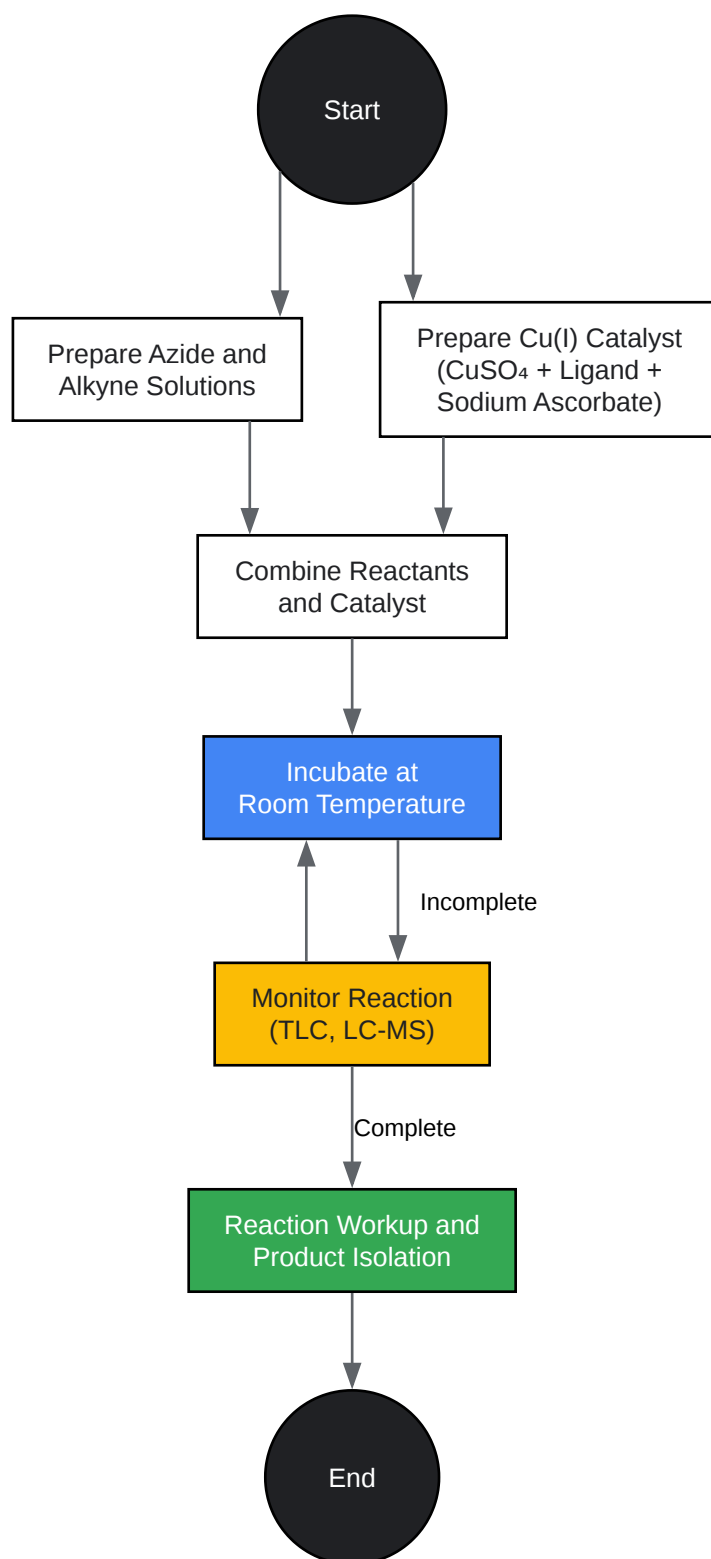 Start
Prepare Azide and
Alkyne Solutions
Prepare Cu(I) Catalyst
(CuSO₄ + Ligand +
Sodium Ascorbate)
Combine Reactants
and Catalyst
Incubate at
Room Temperature
Incomplete
Monitor Reaction
(TLC, LC-MS)
Complete
Reaction Workup and
Product Isolation
End